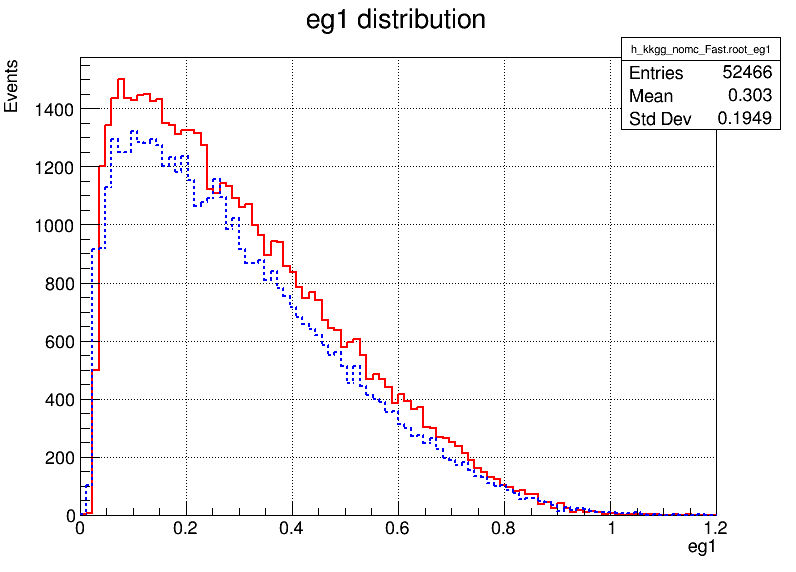 eg1 distribution
h_kkgg_nomc_Fast.root_eg1
Entries 52466
Mean 0.303
Std Dev 0.1949
Events
1400
1200
1000
800
600
400
200
0
0 0.2 0.4 0.6 0.8 1 1.2
eg1